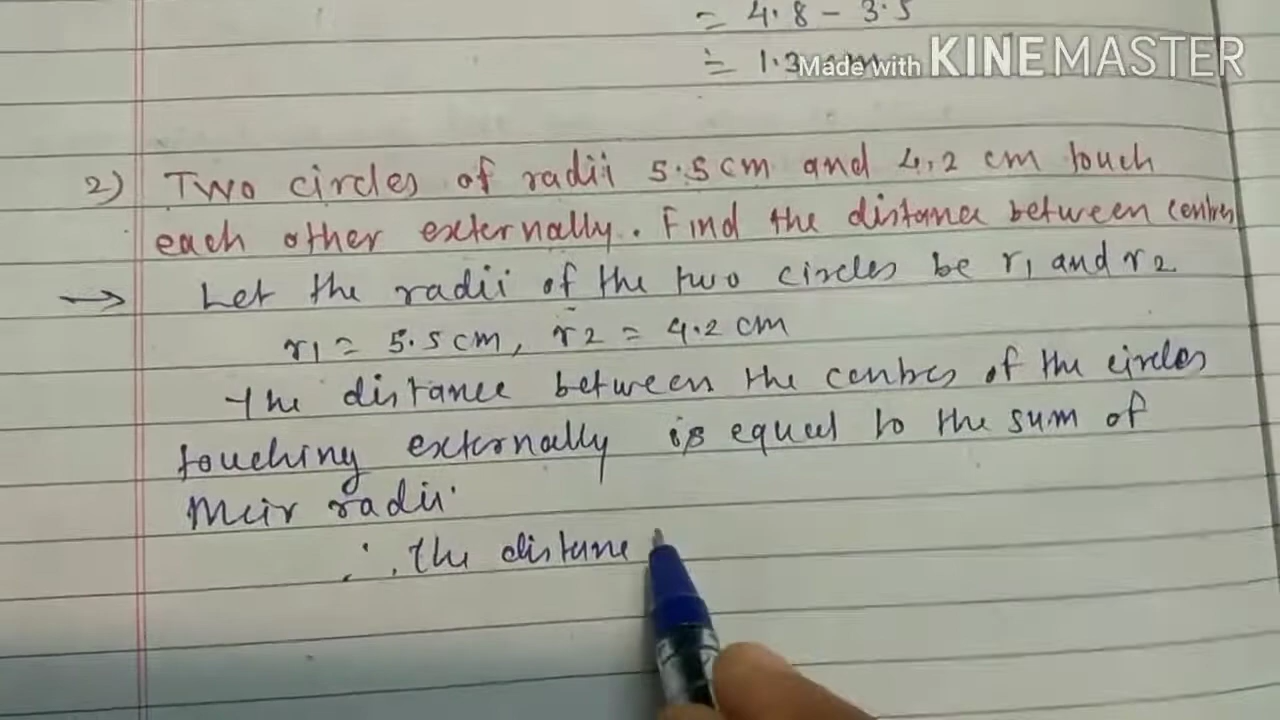 = 4.8 - 3.5
= 1.3
Made with KINEMASTER
2) Two circles of radii 5.5 cm and 4.2 cm touch
each other externally. Find the distance between centres
→ Let the radii of the two circles be r1 and r2
r1 = 5.5 cm, r2 = 4.2 cm
The distance between the centres of the circles
touching externally is equal to the sum of
their radii.
∴ the distane